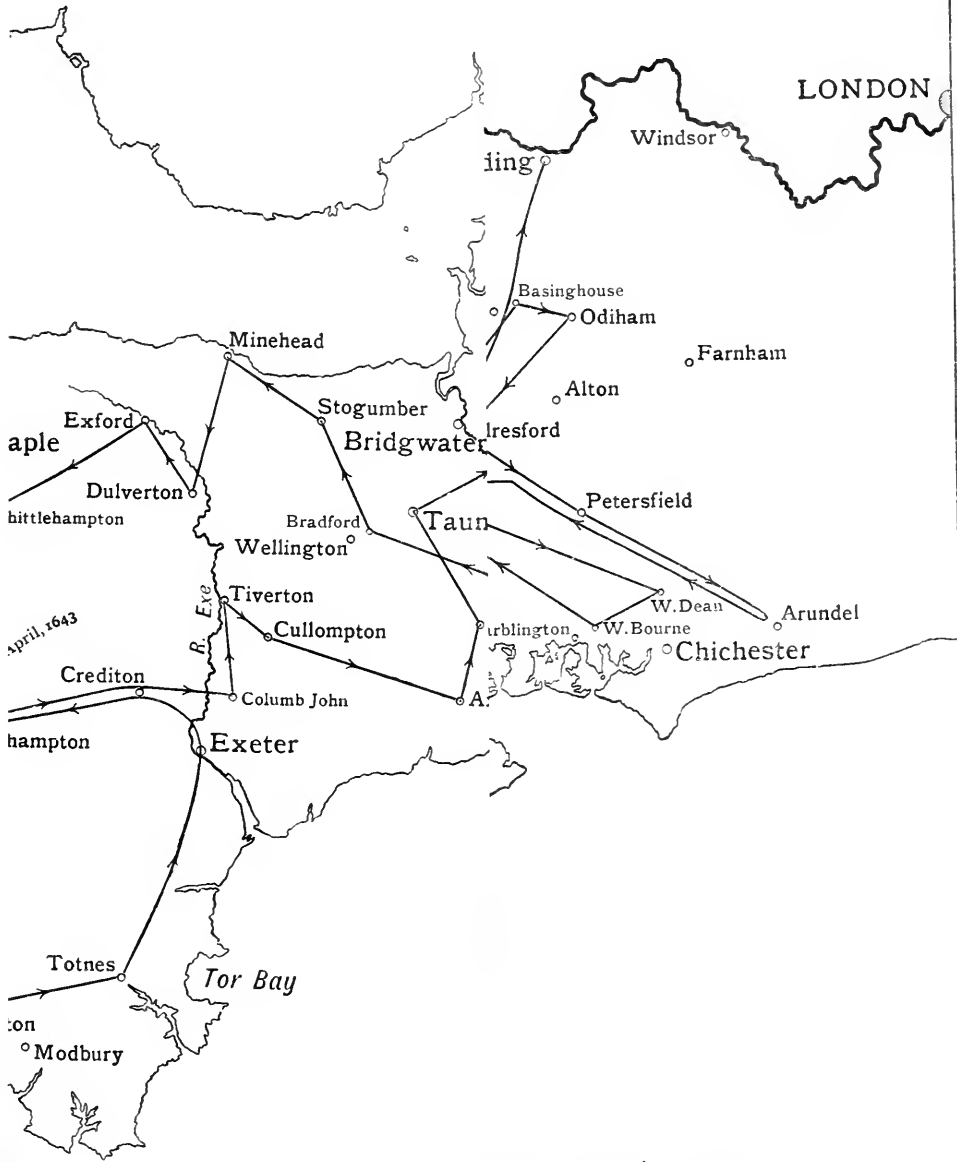 LONDON
Windsor
ding
Basinghouse
Odiham
Minehead
Farnham
Alton
Exford
Stogumber
lresford
aple
Bridgwater
Dulverton
Petersfield
hittlehampton
Bradford
Taun
Wellington
R. Exe
Tiverton
W. Dean
Arundel
April, 1643
Cullompton
arblington
W. Bourne
Chichester
Crediton
Columb John
A.
hampton
Exeter
Totnes
Tor Bay
ton
Modbury